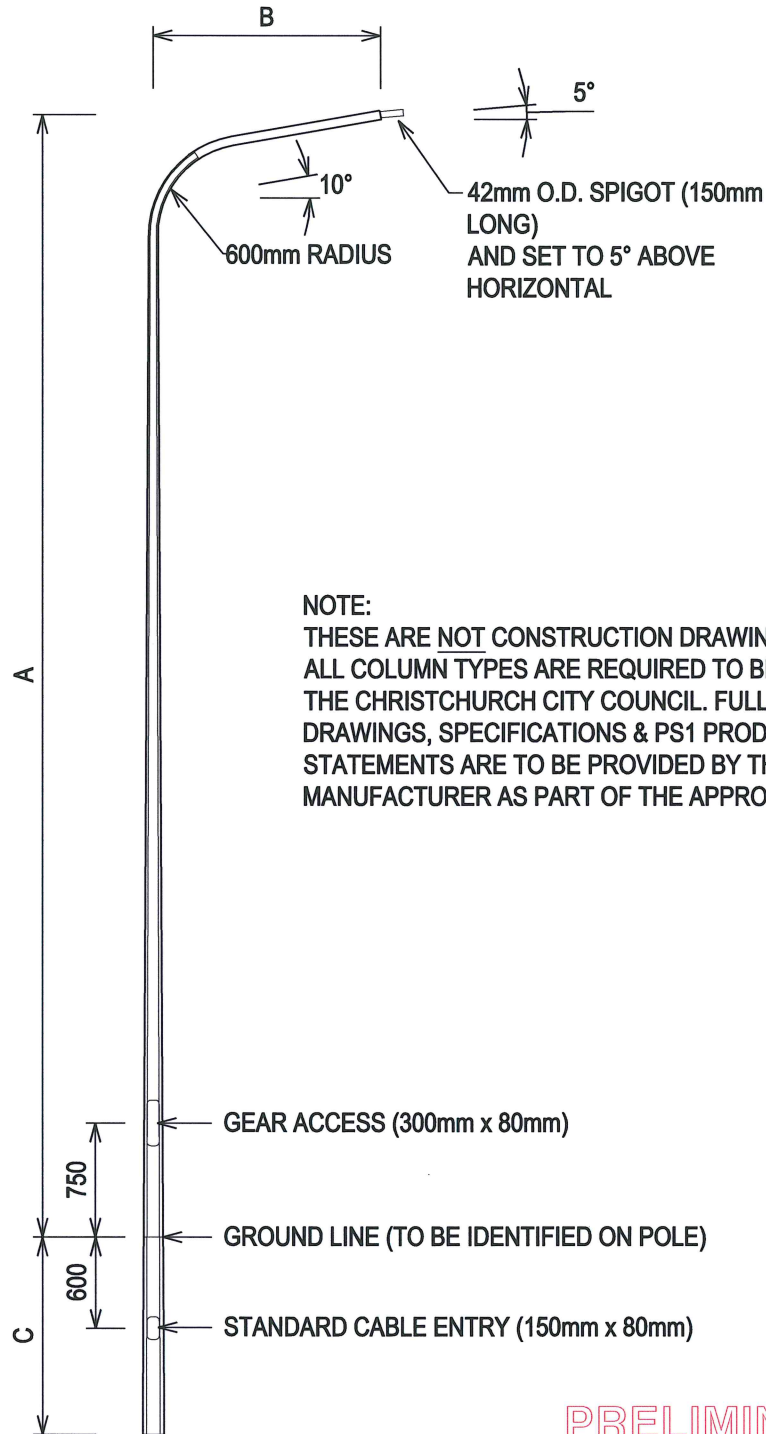 B
5°
10°
42mm O.D. SPIGOT (150mm
LONG)
AND SET TO 5° ABOVE
HORIZONTAL
600mm RADIUS
A
NOTE:
THESE ARE NOT CONSTRUCTION
ALL COLUMN TYPES ARE REQUIRED TO
THE CHRISTCHURCH CITY COUNCIL. FULL
DRAWINGS, SPECIFICATIONS & PS1
STATEMENTS ARE TO BE PROVIDED BY
MANUFACTURER AS PART OF THE
GEAR ACCESS (300mm x 80mm)
750
GROUND LINE (TO BE IDENTIFIED ON POLE)
600
STANDARD CABLE ENTRY (150mm x 80mm)
C